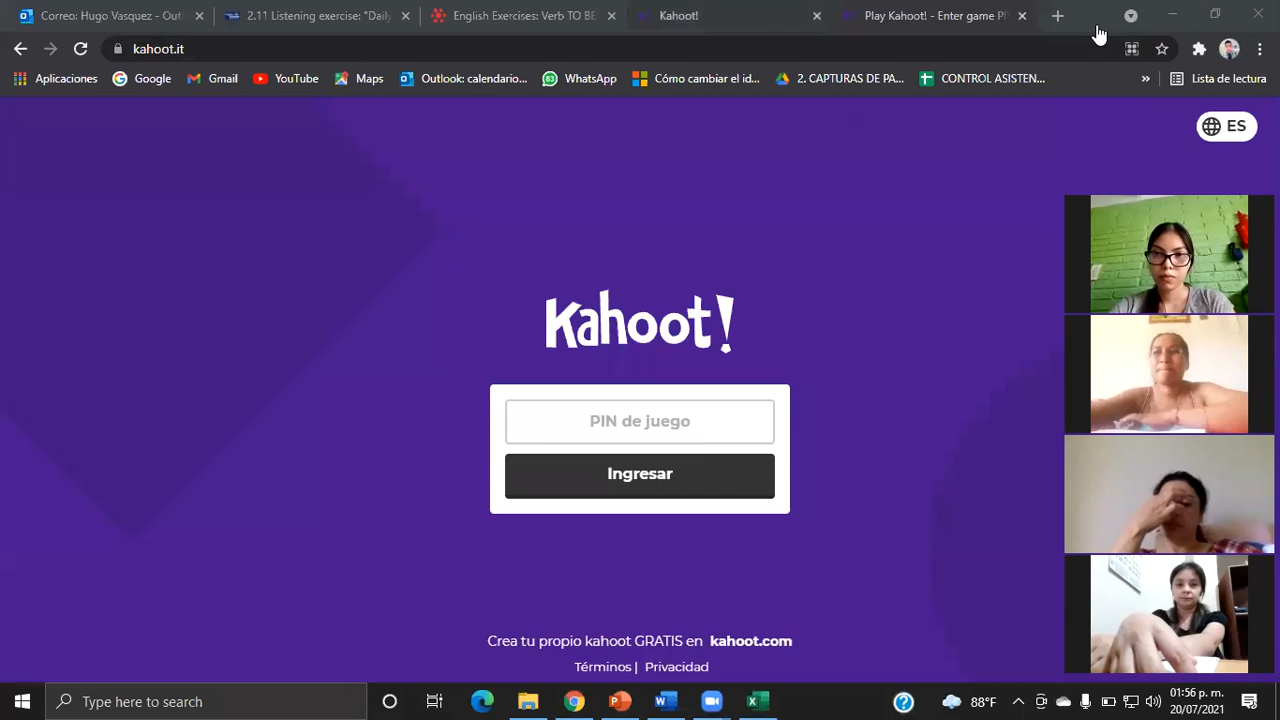 Correo: Hugo Vasquez - Outl
2.11 Listening exercise: "Daily
English Exercises: Verb TO BE
Kahoot!
Play Kahoot! - Enter game PI
kahoot.it
Aplicaciones
Google
Gmail
YouTube
Maps
Outlook: calendario...
83
WhatsApp
Cómo cambiar el id...
2. CAPTURAS DE PA...
CONTROL ASISTEN...
Lista de lectura
ES
Kahoot!
PIN de juego
Ingresar
Crea tu propio kahoot GRATIS en kahoot.com
Términos | Privacidad
Type here to search
88°F
01:56 p. m.
20/07/2021